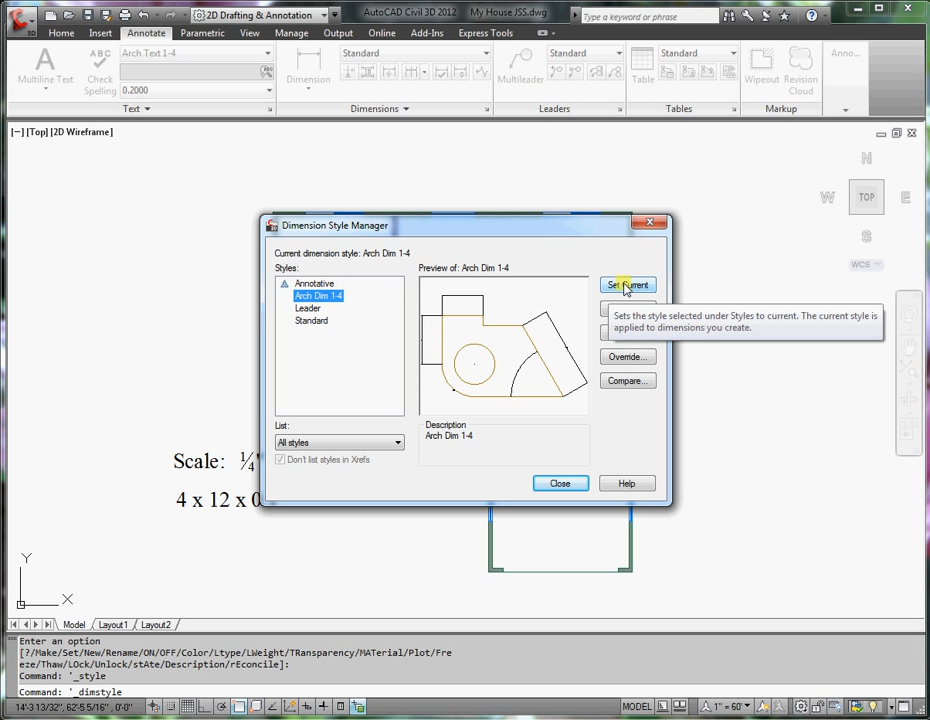 2D Drafting & Annotation
AutoCAD Civil 3D 2012 My House JSS.dwg
Type a keyword or phrase
3D
Home Insert Annotate Parametric View Manage Output Online Add-Ins Express Tools
Multiline Text
ABC
Check Spelling
Arch Text 1-4
0.2000
Text
Dimension
Standard
Dimensions
Multileader
Standard
Leaders
Table
Standard
Tables
Wipeout
Revision Cloud
Markup
Anno...
[−] [Top] [2D Wireframe]
N
W TOP E
S
WCS
Dimension Style Manager
Current dimension style: Arch Dim 1-4
Styles:
Annotative
Arch Dim 1-4
Leader
Standard
Preview of: Arch Dim 1-4
Set Current
Sets the style selected under Styles to current. The current style is
applied to dimensions you create.
Override...
Compare...
List:
All styles
Don't list styles in Xrefs
Description
Arch Dim 1-4
Close
Help
Scale: ¼"
4 x 12 x
Y
X
Model Layout1 Layout2
Enter an option
[?/Make/Set/New/Rename/ON/OFF/Color/Ltype/LWeight/TRansparency/MATerial/Plot/Fre
eze/Thaw/LOck/Unlock/stAte/Description/rEconcile]:
Command: '_style
Command: '_dimstyle
14'-3 13/32", 62'-5 5/16", 0'-0"
MODEL
1" = 60'